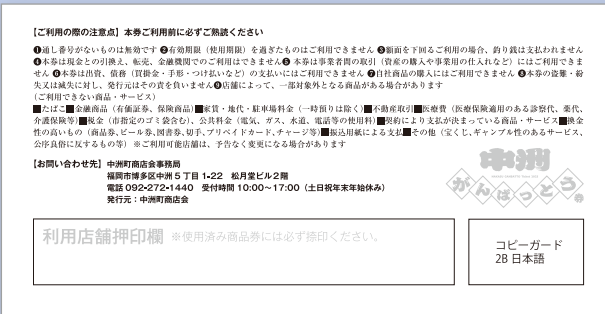 【ご利用の際の注意点】本券ご利用前に必ずご熟読ください
❶通し番号がないものは無効です ❷有効期限（使用期限）を過ぎたものはご利用できません ❸額面を下回るご利用の場合、釣り銭は支払われません
❹本券は現金との引換え、転売、金融機関でのご利用はできません❺ 本券は事業者間の取引（資産の購入や事業用の仕入れなど）にはご利用できま
せん ❻本券は出資、債務（買掛金・手形・つけ払いなど）の支払いにはご利用できません ❼自社商品の購入にはご利用できません ❽本券の盗難・紛
失又は滅失に対し、発行元はその責を負いません❾店舗によって、一部対象外となる商品がある場合があります
（ご利用できない商品・サービス）
■たばこ■金融商品（有価証券、保険商品）■家賃・地代・駐車場料金（一時預りは除く）■不動産取引■医療費（医療保険適用のある診察代、薬代、
介護保険等）■税金（市指定のゴミ袋含む）、公共料金（電気、ガス、水道、電話等の使用料）■契約により支払が決まっている商品・サービス■換金
性の高いもの（商品券、ビール券、図書券、切手、プリペイドカード、チャージ等）■振込用紙による支払■その他（宝くじ、ギャンブル性のあるサービス、
公序良俗に反するもの等） ※ご利用可能店舗は、予告なく変更になる場合があります
【お問い合わせ先】中洲町商店会事務局
福岡市博多区中洲5丁目1-22 松月堂ビル2階
電話 092-272-1440 受付時間 10:00〜17:00（土日祝年末年始休み）
発行元：中洲町商店会
中洲
がんばっとう券
利用店舗押印欄 ※使用済み商品券には必ず捺印ください。
コピーガード
2B 日本語